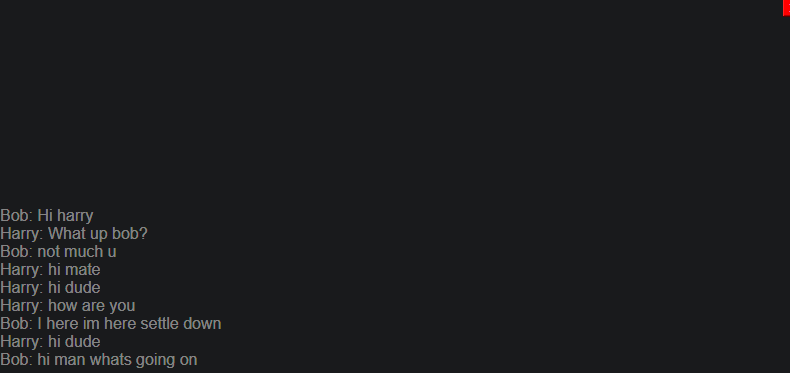 Bob: Hi harry
Harry: What up bob?
Bob: not much u
Harry: hi mate
Harry: hi dude
Harry: how are you
Bob: I here im here settle down
Harry: hi dude
Bob: hi man whats going on